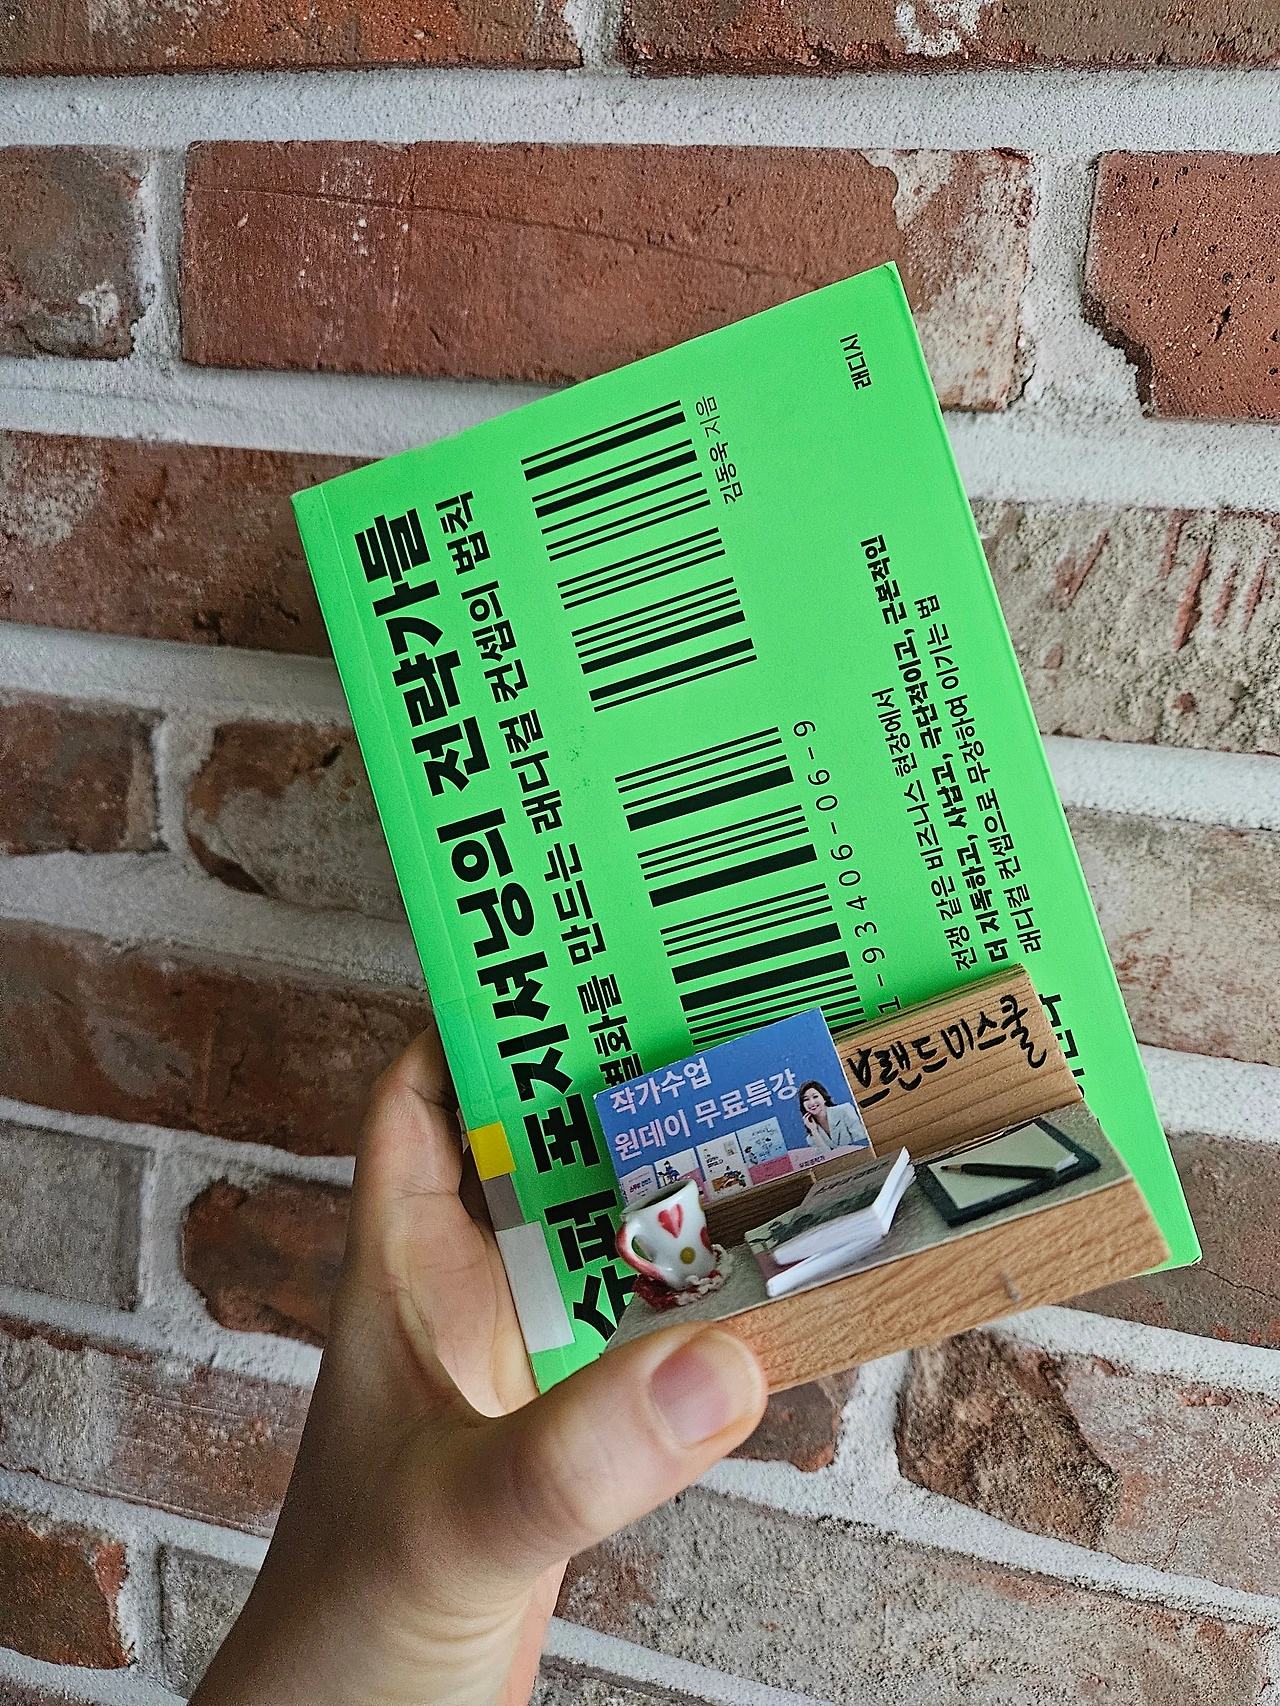 슈퍼 포지셔닝의 전략가들
별화를 만드는 래디컬 컨셉의 법칙
김동욱 지음
1-93406-06-9
래디시
전쟁 같은 비즈니스 현장에서
더 지독하고, 사납고, 극단적이고, 근본적인
래디컬 컨셉으로 무장하여 이기는 법
작가수업
원데이 무료특강
브랜드미스쿨